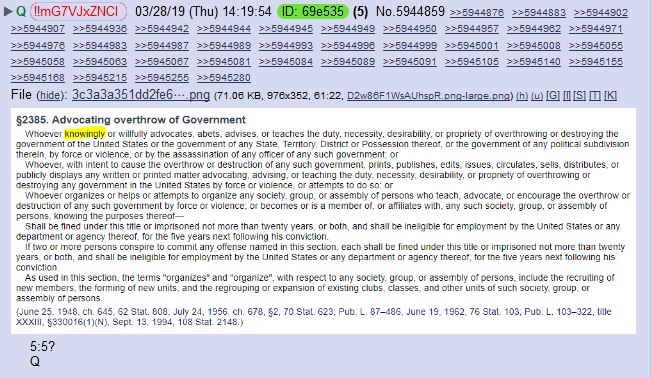 ▶ Q !!mG7VJxZNCI 03/28/19 (Thu) 14:19:54 ID: 69e535 (5) No.5944859 >>5944876 >>5944883 >>5944902
>>5944907 >>5944936 >>5944942 >>5944944 >>5944945 >>5944949 >>5944950 >>5944957 >>5944962 >>5944971
>>5944976 >>5944983 >>5944987 >>5944989 >>5944993 >>5944996 >>5944999 >>5945001 >>5945008 >>5945055
>>5945058 >>5945063 >>5945067 >>5945081 >>5945084 >>5945089 >>5945091 >>5945105 >>5945140 >>5945155
>>5945168 >>5945215 >>5945255 >>5945280
File (hide): 3c3a3a351dd2fe6⋯.png (71.06 KB, 976x352, 61:22, D2w86F1WsAUhspR.png-large.png) (h) (u) [G] [I] [S] [T] [K]
§2385. Advocating overthrow of Government
Whoever knowingly or willfully advocates, abets, advises, or teaches the duty, necessity, desirability, or propriety of overthrowing or destroying the
government of the United States or the government of any State, Territory, District or Possession thereof, or the government of any political subdivision
therein, by force or violence, or by the assassination of any officer of any such government; or
Whoever, with intent to cause the overthrow or destruction of any such government, prints, publishes, edits, issues, circulates, sells, distributes, or
publicly displays any written or printed matter advocating, advising, or teaching the duty, necessity, desirability, or propriety of overthrowing or
destroying any government in the United States by force or violence, or attempts to do so; or
Whoever organizes or helps or attempts to organize any society, group, or assembly of persons who teach, advocate, or encourage the overthrow or
destruction of any such government by force or violence; or becomes or is a member of, or affiliates with, any such society, group, or assembly of
persons, knowing the purposes thereof—
Shall be fined under this title or imprisoned not more than twenty years, or both, and shall be ineligible for employment by the United States or any
department or agency thereof, for the five years next following his conviction.
If two or more persons conspire to commit any offense named in this section, each shall be fined under this title or imprisoned not more than twenty
years, or both, and shall be ineligible for employment by the United States or any department or agency thereof, for the five years next following his
conviction.
As used in this section, the terms "organizes" and "organize", with respect to any society, group, or assembly of persons, include the recruiting of
new members, the forming of new units, and the regrouping or expansion of existing clubs, classes, and other units of such society, group, or
assembly of persons.
(June 25, 1948, ch. 645, 62 Stat. 808; July 24, 1956, ch. 678, §2, 70 Stat. 623; Pub. L. 87–486, June 19, 1962, 76 Stat. 103; Pub. L. 103–322, title
XXXIII, §330016(1)(N), Sept. 13, 1994, 108 Stat. 2148.)
5:5?
Q